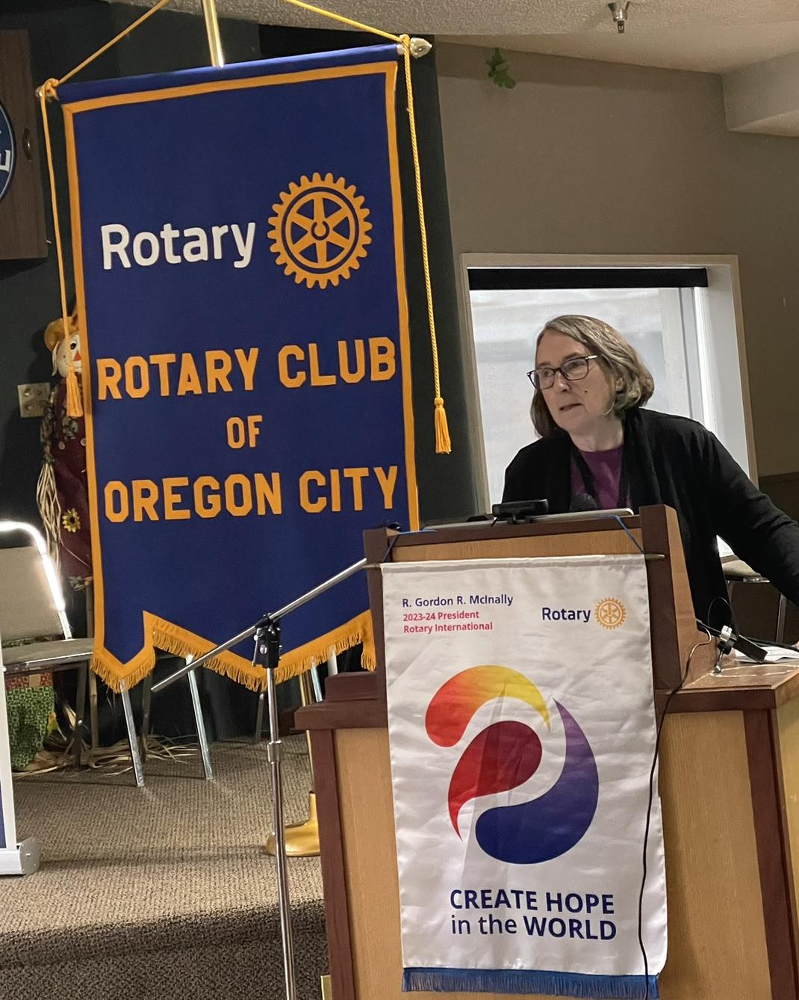 Rotary
ROTARY CLUB
OF
OREGON CITY
R. Gordon R. McInally
2023-24 President
Rotary International
Rotary
CREATE HOPE
in the WORLD